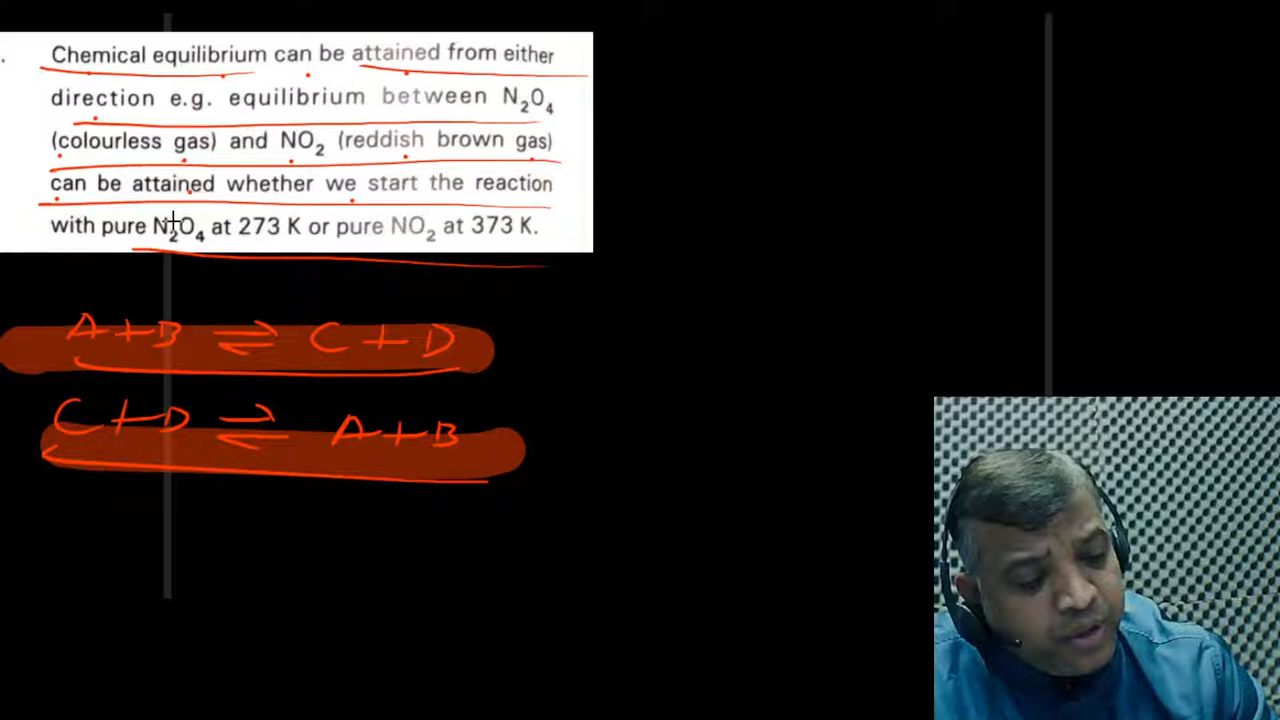 . Chemical equilibrium can be attained from either
direction e.g. equilibrium between N₂O₄
(colourless gas) and NO₂ (reddish brown gas)
can be attained whether we start the reaction
with pure N₂O₄ at 273 K or pure NO₂ at 373 K.
A+B ⇌ C+D
C+D ⇌ A+B